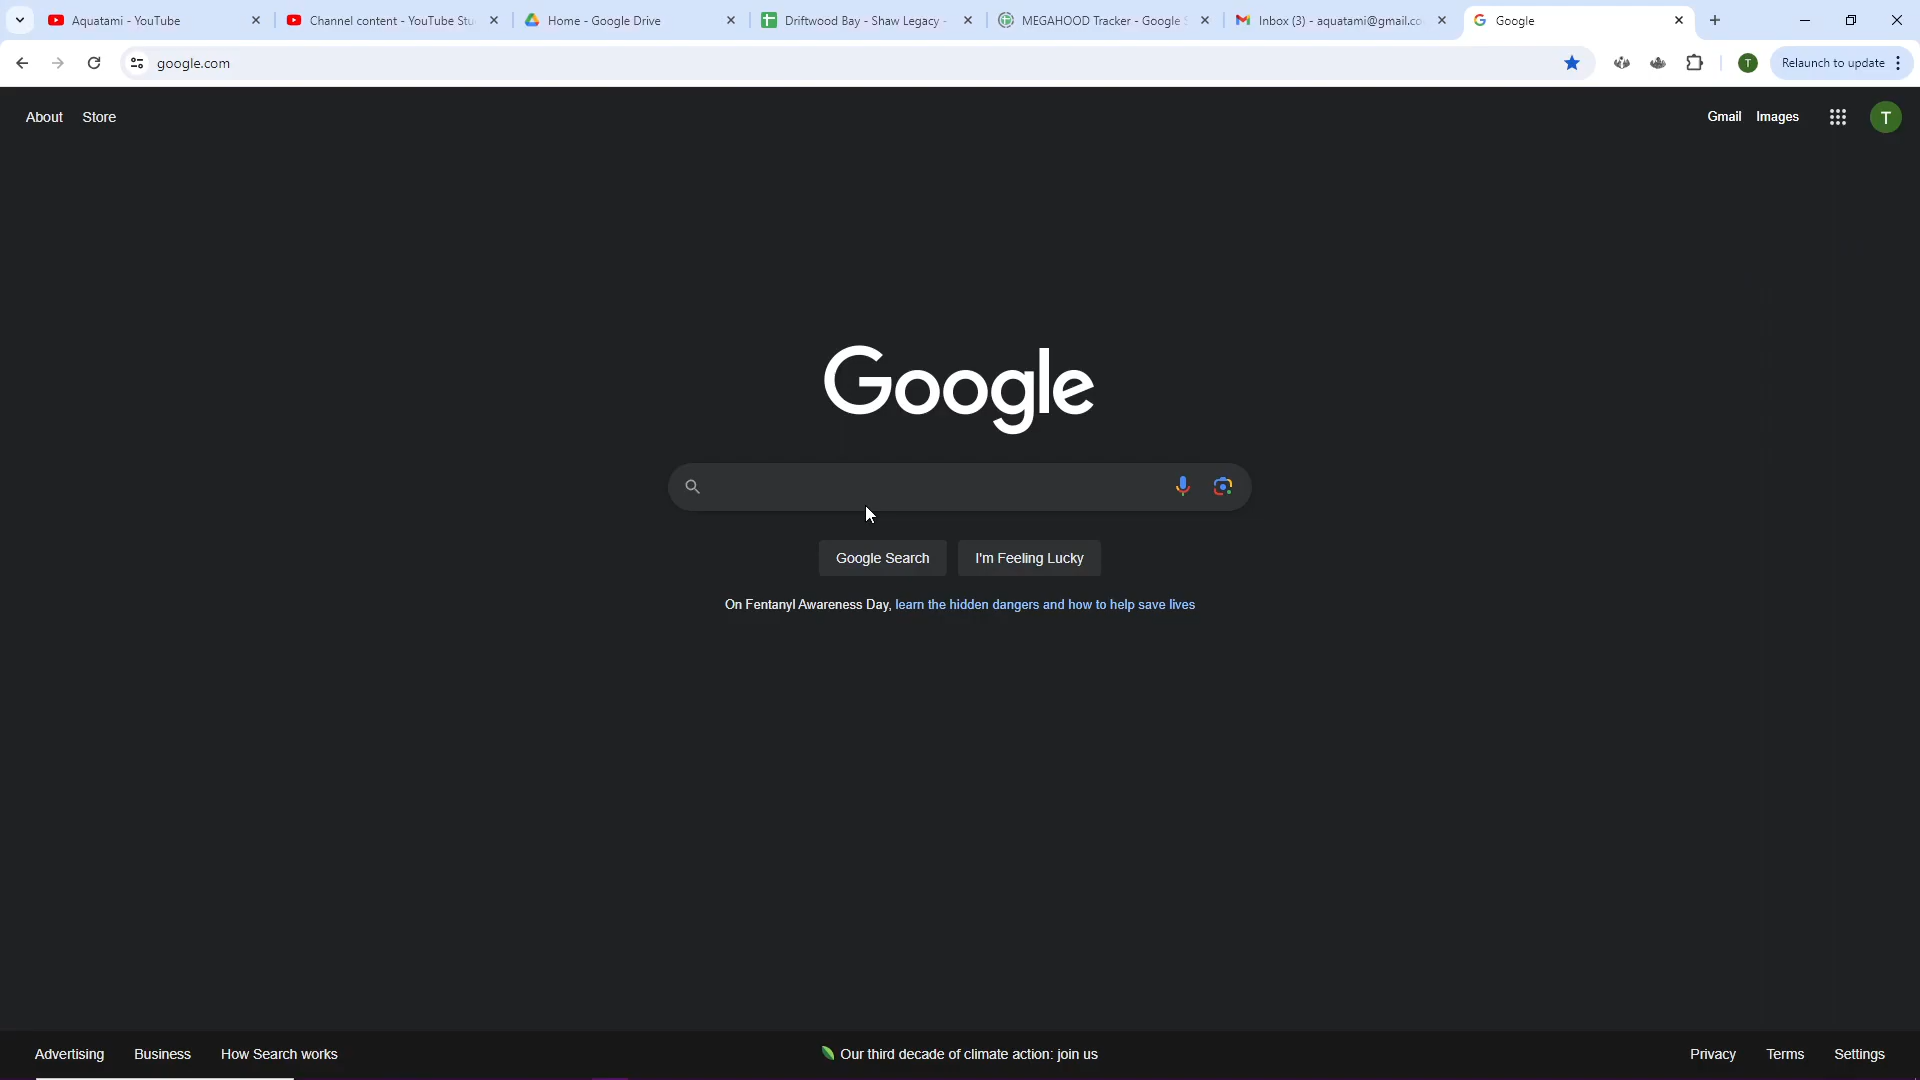 Aquatami - YouTube
Channel content - YouTube Stu
Home - Google Drive
Driftwood Bay - Shaw Legacy -
MEGAHOOD Tracker - Google S
Inbox (3) - aquatami@gmail.co
Google
google.com
T
Relaunch to update
About
Store
Gmail
Images
T
Google
Google Search
I'm Feeling Lucky
On Fentanyl Awareness Day, learn the hidden dangers and how to help save lives
Advertising
Business
How Search works
Our third decade of climate action: join us
Privacy
Terms
Settings